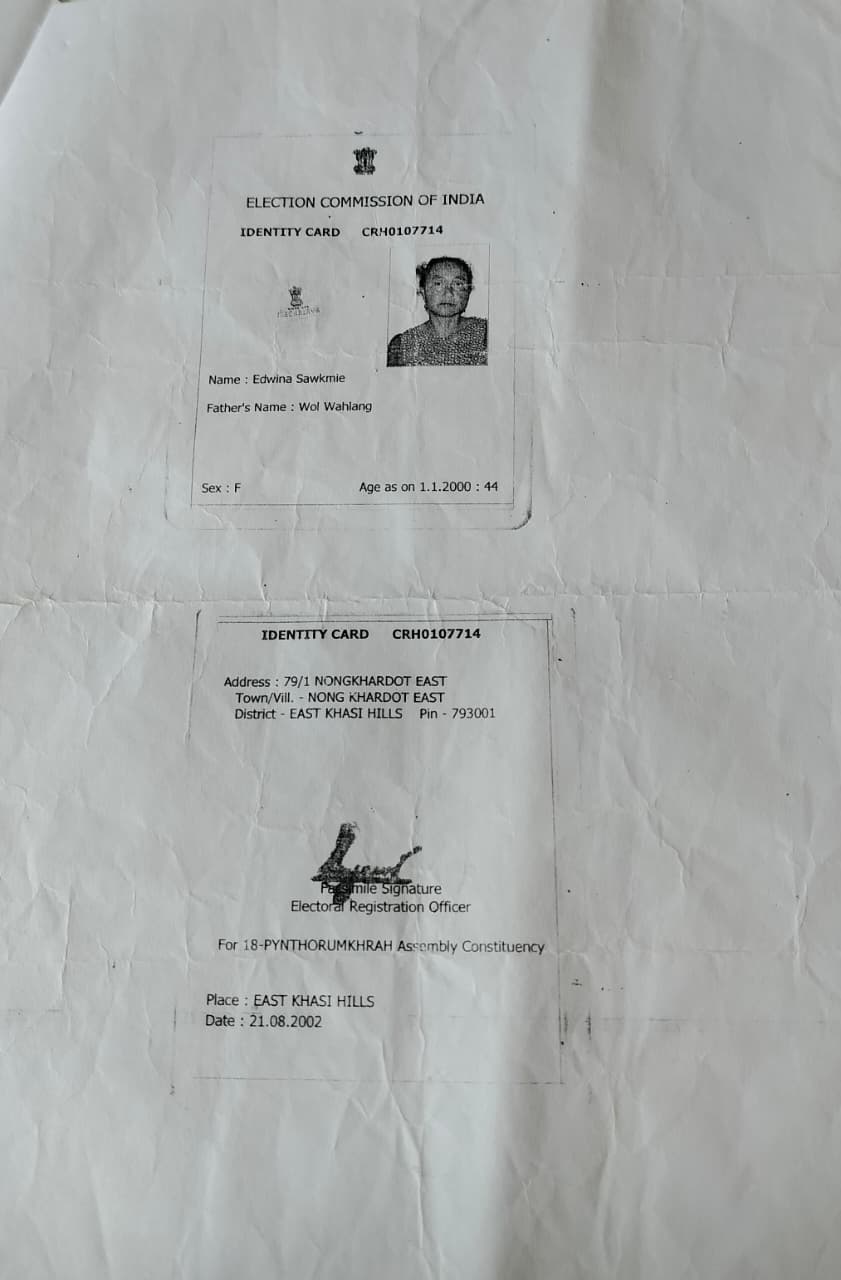 ELECTION COMMISSION OF INDIA
IDENTITY CARD CRH0107714
Name : Edwina Sawkmie
Father's Name : Wol Wahlang
Sex : F Age as on 1.1.2000 : 44
IDENTITY CARD CRH0107714
Address : 79/1 NONGKHARDOT EAST
Town/Vill. - NONG KHARDOT EAST
District - EAST KHASI HILLS Pin - 793001
Facsimile Signature
Electoral Registration Officer
For 18-PYNTHORUMKHRAH Assembly Constituency
Place : EAST KHASI HILLS
Date : 21.08.2002